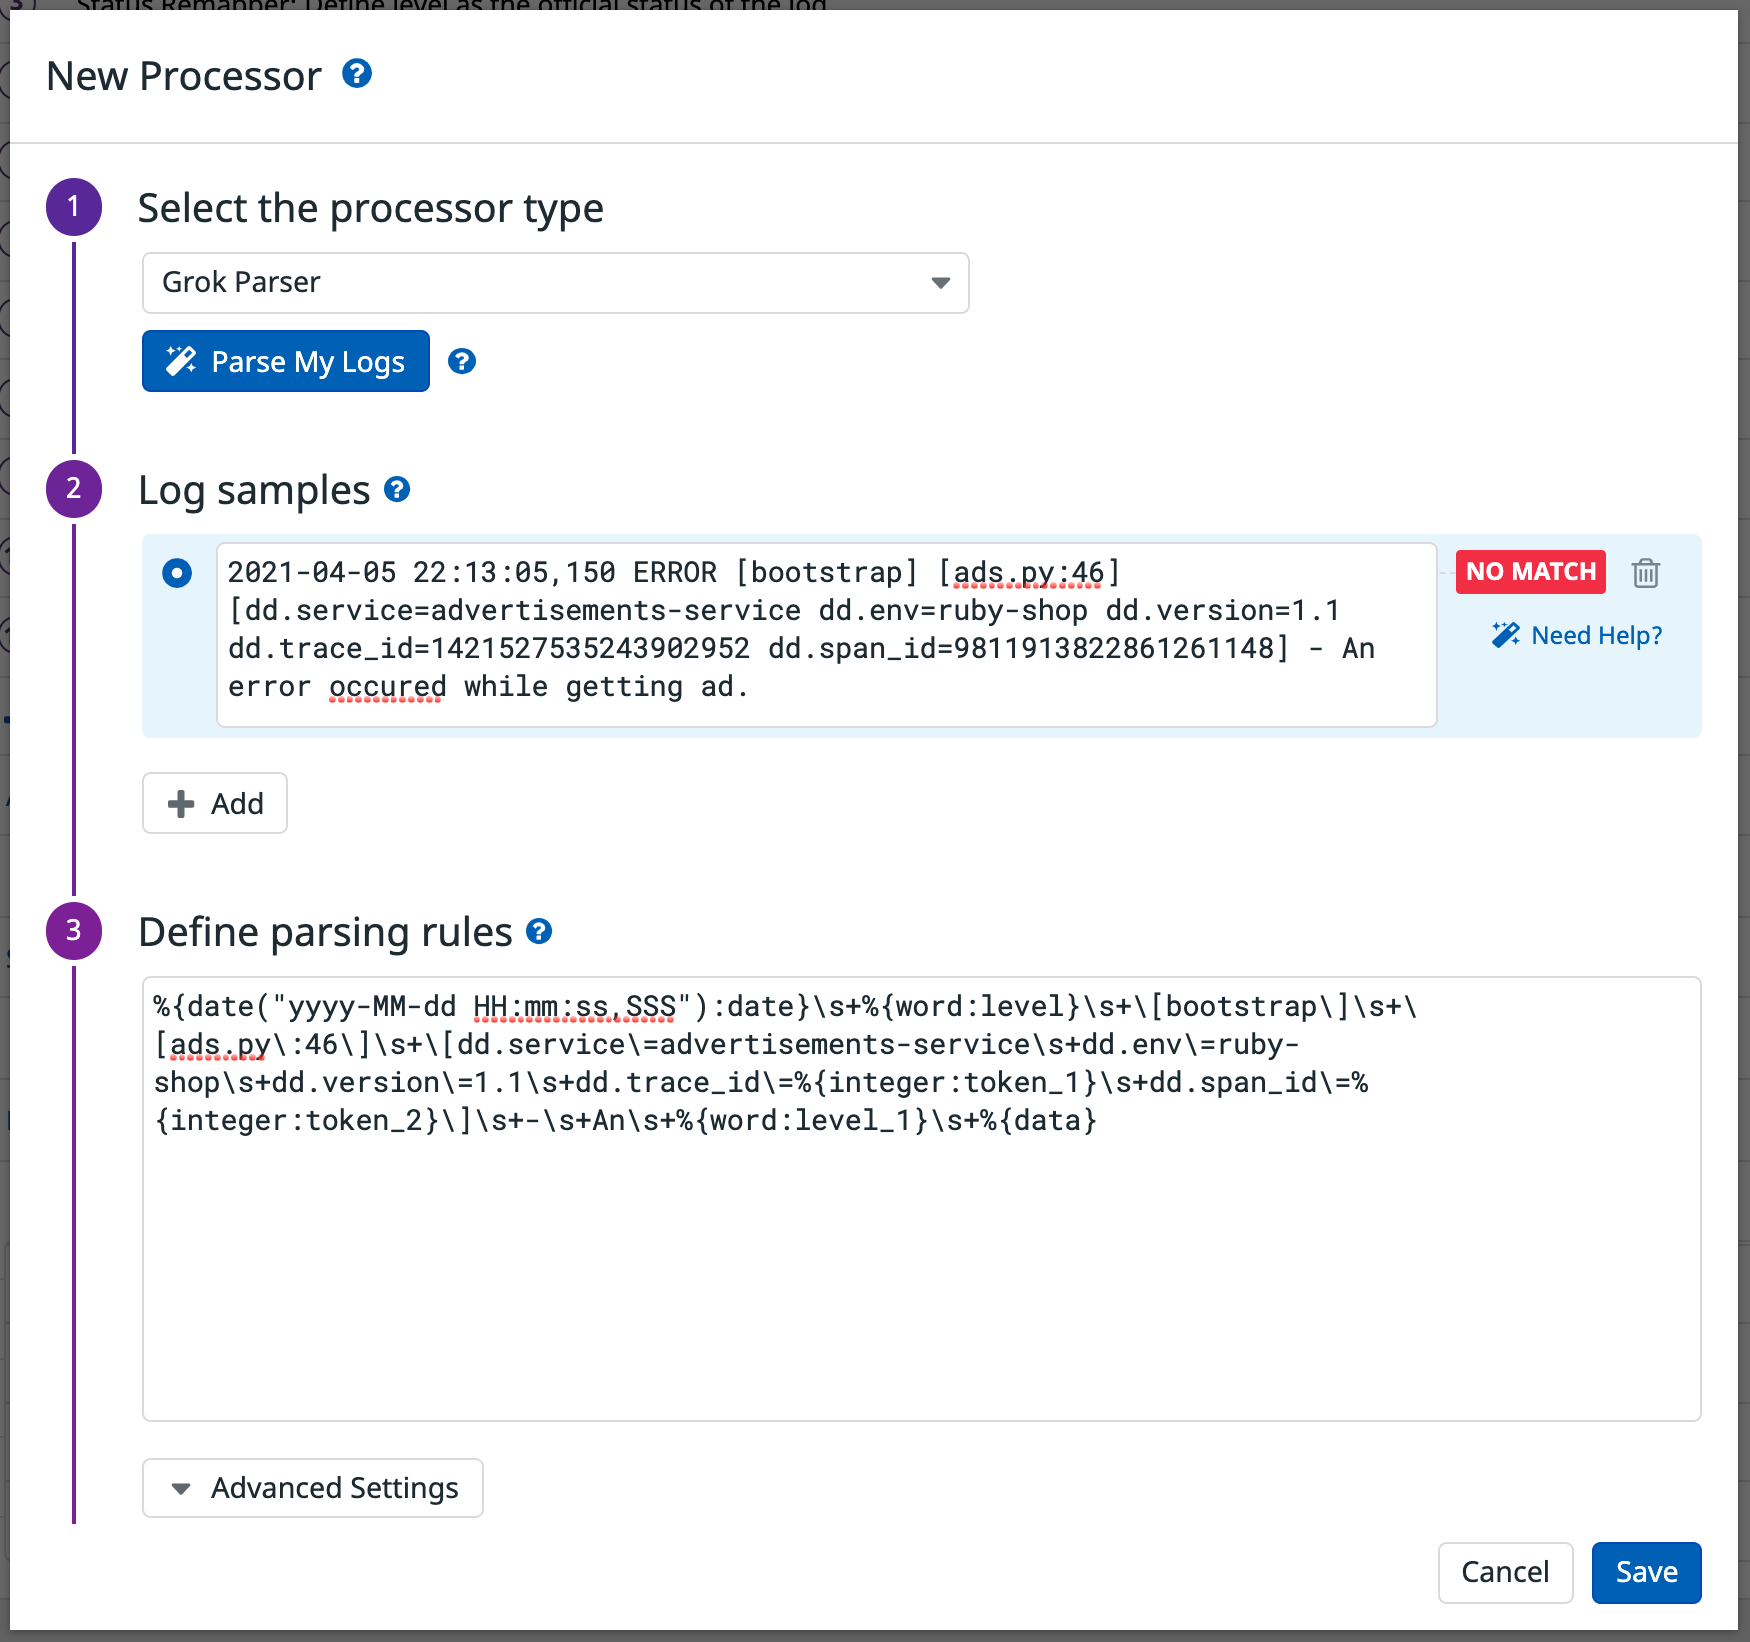 Status Remapper: Define level as the official status of the log
New Processor
1
Select the processor type
Grok Parser
Parse My Logs
2
Log samples
2021-04-05 22:13:05,150 ERROR [bootstrap] [ads.py:46]
[dd.service=advertisements-service dd.env=ruby-shop dd.version=1.1
dd.trace_id=1421527535243902952 dd.span_id=9811913822861261148] - An
error occured while getting ad.
NO MATCH
Need Help?
Add
3
Define parsing rules
%{date("yyyy-MM-dd HH:mm:ss,SSS"):date}\s+%{word:level}\s+\[bootstrap\]\s+\
[ads.py\:46\]\s+\[dd.service\=advertisements-service\s+dd.env\=ruby-
shop\s+dd.version\=1.1\s+dd.trace_id\=%{integer:token_1}\s+dd.span_id\=%
{integer:token_2}\]\s+-\s+An\s+%{word:level_1}\s+%{data}
Advanced Settings
Cancel
Save